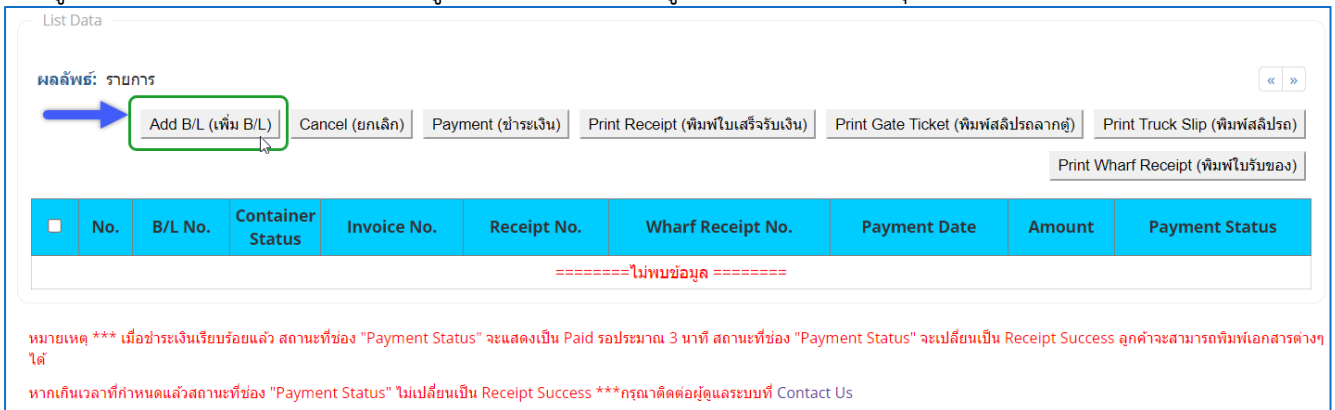 List Data
ผลลัพธ์: รายการ
« »
Add B/L (เพิ่ม B/L) Cancel (ยกเลิก) Payment (ชำระเงิน) Print Receipt (พิมพ์ใบเสร็จรับเงิน) Print Gate Ticket (พิมพ์สลิปรถลากตู้) Print Truck Slip (พิมพ์สลิปรถ)
Print Wharf Receipt (พิมพ์ใบรับของ)
No. B/L No. Container Status Invoice No. Receipt No. Wharf Receipt No. Payment Date Amount Payment Status
========ไม่พบข้อมูล ========
หมายเหตุ *** เมื่อชำระเงินเรียบร้อยแล้ว สถานะที่ช่อง "Payment Status" จะแสดงเป็น Paid รอประมาณ 3 นาที สถานะที่ช่อง "Payment Status" จะเปลี่ยนเป็น Receipt Success ลูกค้าจะสามารถพิมพ์เอกสารต่างๆ
ได้
หากเกินเวลาที่กำหนดแล้วสถานะที่ช่อง "Payment Status" ไม่เปลี่ยนเป็น Receipt Success ***กรุณาติดต่อผู้ดูแลระบบที่ Contact Us